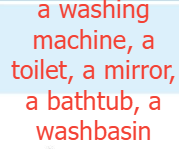 a washing
machine, a
toilet, a mirror,
a bathtub, a
washbasin